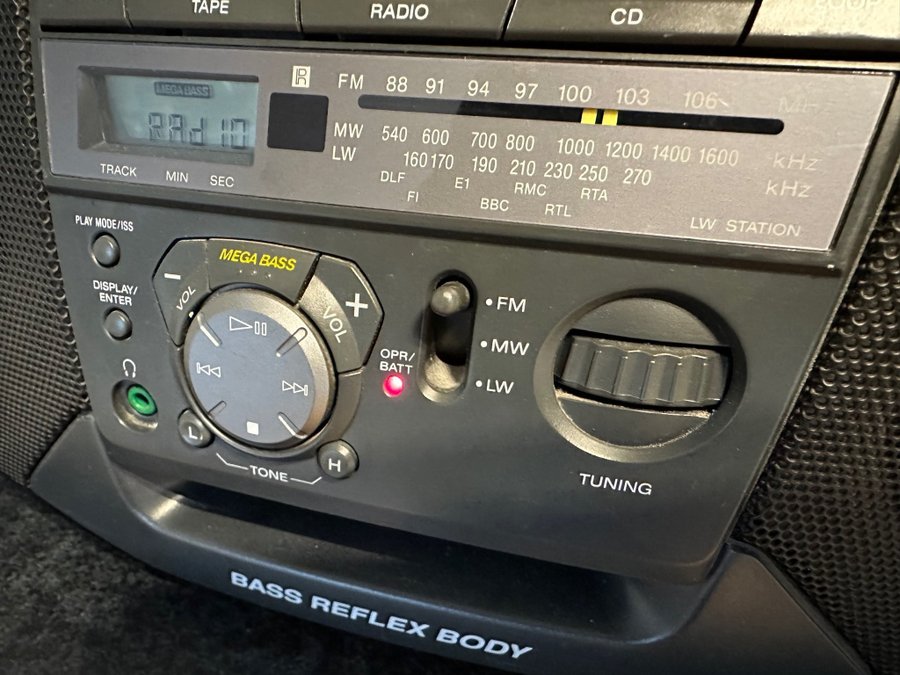 TAPE RADIO CD
MEGA BASS
RADIO
TRACK MIN SEC
R
FM 88 91 94 97 100 103 106 MHz
MW 540 600 700 800 1000 1200 1400 1600 kHz
LW 160 170 190 210 230 250 270 kHz
DLF E1 RMC RTA
FI BBC RTL
LW STATION
PLAY MODE/ISS
DISPLAY/
ENTER
MEGA BASS
- VOL
+ VOL
OPR/
BATT
• FM
• MW
• LW
L
H
TONE
TUNING
BASS REFLEX BODY